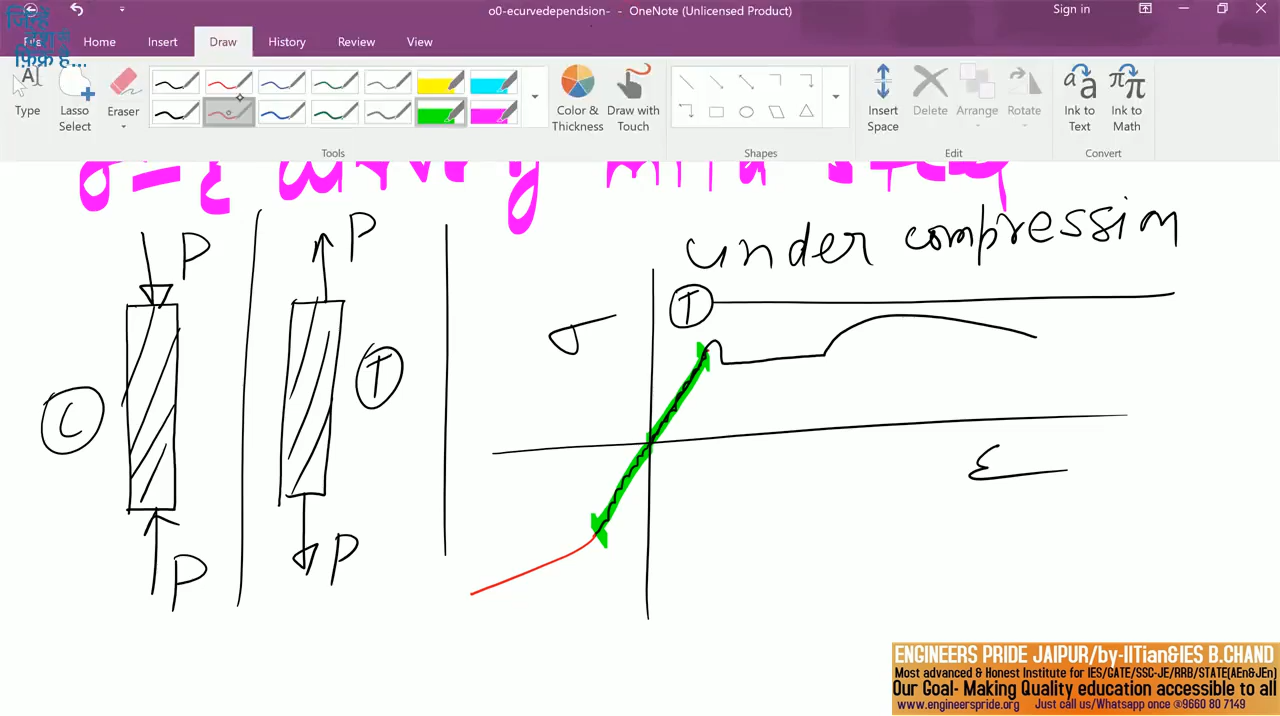 o0-ecurvedependsion- - OneNote (Unlicensed Product)
Sign in
जिन्हें
देश की
फ़िक्र है...
File Home Insert Draw History Review View
Type
Lasso Select
Eraser
Color & Thickness
Draw with Touch
Insert Space
Delete
Arrange
Rotate
Ink to Text
Ink to Math
Tools
Shapes
Edit
Convert
σ-ε curve of mild steel
under compression
P
P
T
σ
C
T
ε
P
P
ENGINEERS PRIDE JAIPUR/by-IITian&IES B.CHAND
Most advanced & Honest Institute for IES/GATE/SSC-JE/RRB/STATE(AEn&JEn)
Our Goal- Making Quality education accessible to all
www.engineerspride.org Just call us/Whatsapp once @9660 80 7149